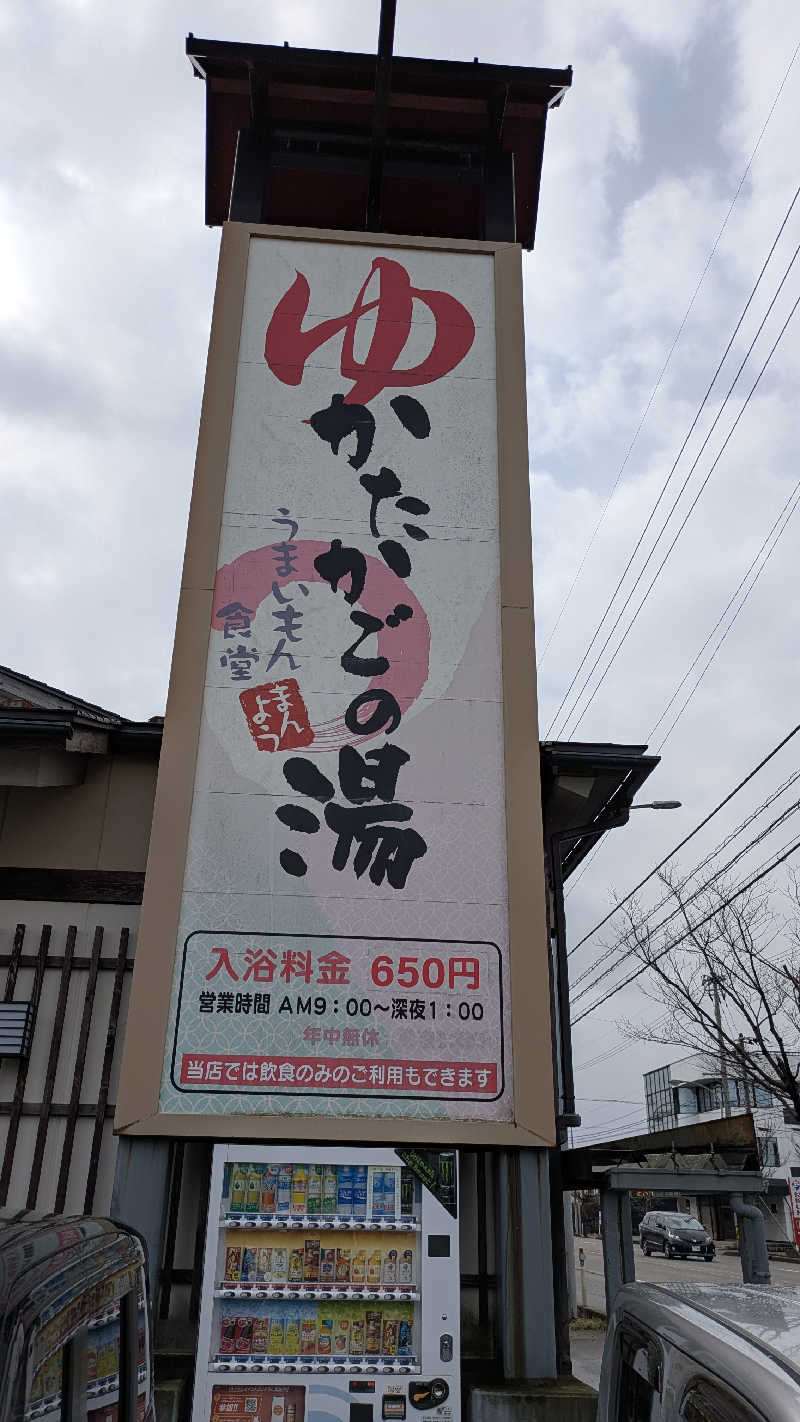 ゆ
かたかごの湯
うまいもん
食堂
まん
よう
入浴料金 650円
営業時間 AM9:00〜深夜1:00
年中無休
当店では飲食のみのご利用もできます